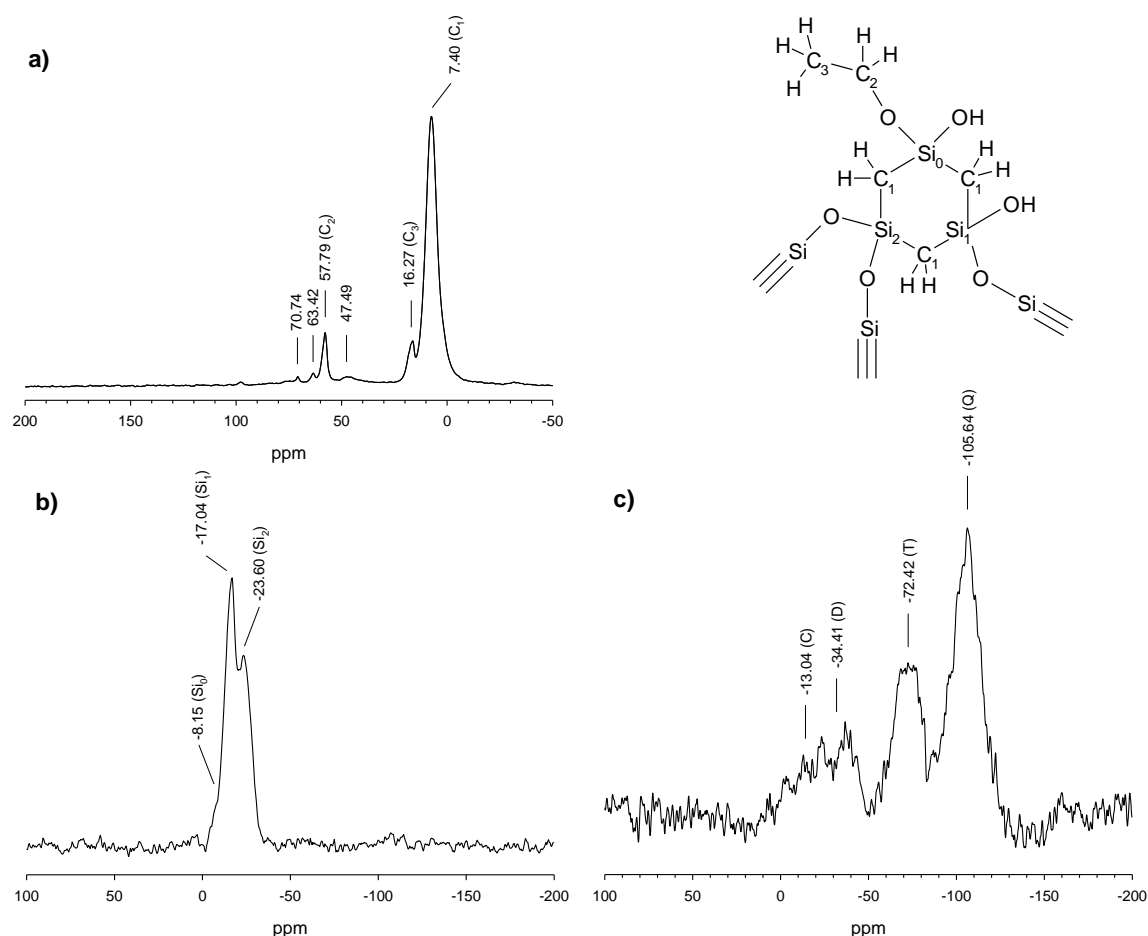 a)
7.40 (C₁)
16.27 (C₃)
47.49
57.79 (C₂)
63.42
70.74
200 150 100 50 0 -50
ppm
H H
H C₃ H
H C₂
O OH
H Si₀ H
H C₁ C₁ H
O Si₂ Si₁ OH
Si C₁ O
O H H Si
Si
b)
-17.04 (Si₁)
-23.60 (Si₂)
-8.15 (Si₀)
100 50 0 -50 -100 -150 -200
ppm
c)
-105.64 (Q)
-72.42 (T)
-34.41 (D)
-13.04 (C)
100 50 0 -50 -100 -150 -200
ppm